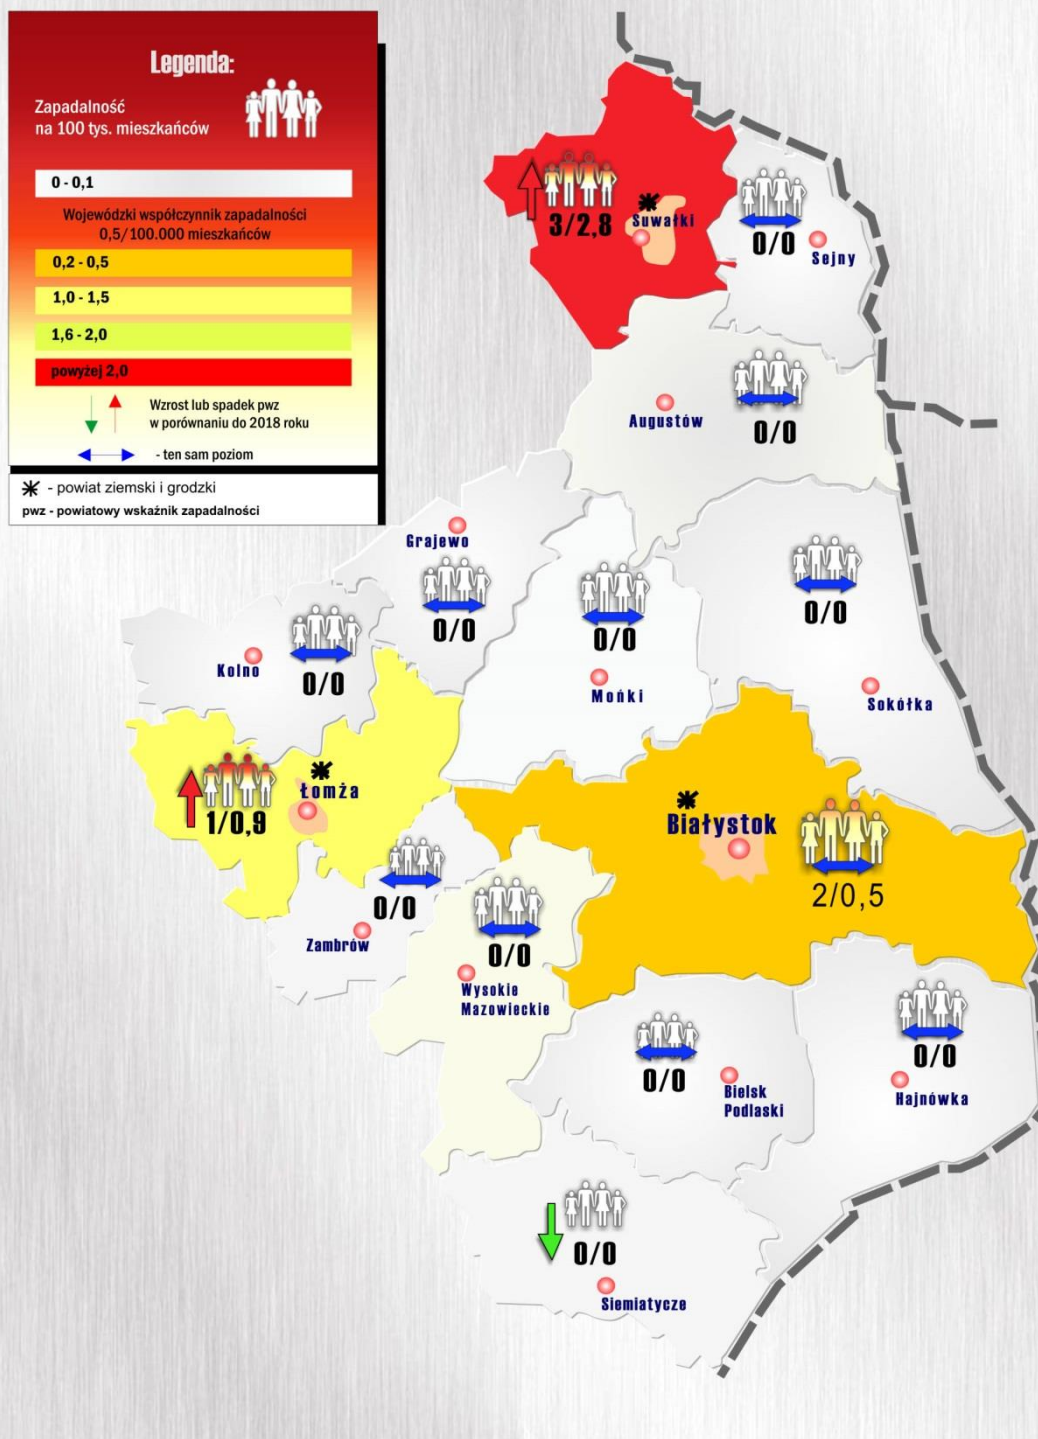 Legenda:
Zapadalność
na 100 tys. mieszkańców
0 - 0,1
Wojewódzki współczynnik zapadalności
0,5/100.000 mieszkańców
0,2 - 0,5
1,0 - 1,5
1,6 - 2,0
powyżej 2,0
Wzrost lub spadek pwz
w porównaniu do 2018 roku
- ten sam poziom
- powiat ziemski i grodzki
pwz - powiatowy wskaźnik zapadalności
3/2,8
Suwałki
0/0
Sejny
Augustów
0/0
Grajewo
0/0
Kolno
0/0
0/0
Mońki
0/0
Sokółka
1/0,9
Łomża
Białystok
2/0,5
0/0
Zambrów
0/0
Wysokie
Mazowieckie
0/0
Bielsk
Podlaski
0/0
Hajnówka
0/0
Siemiatycze